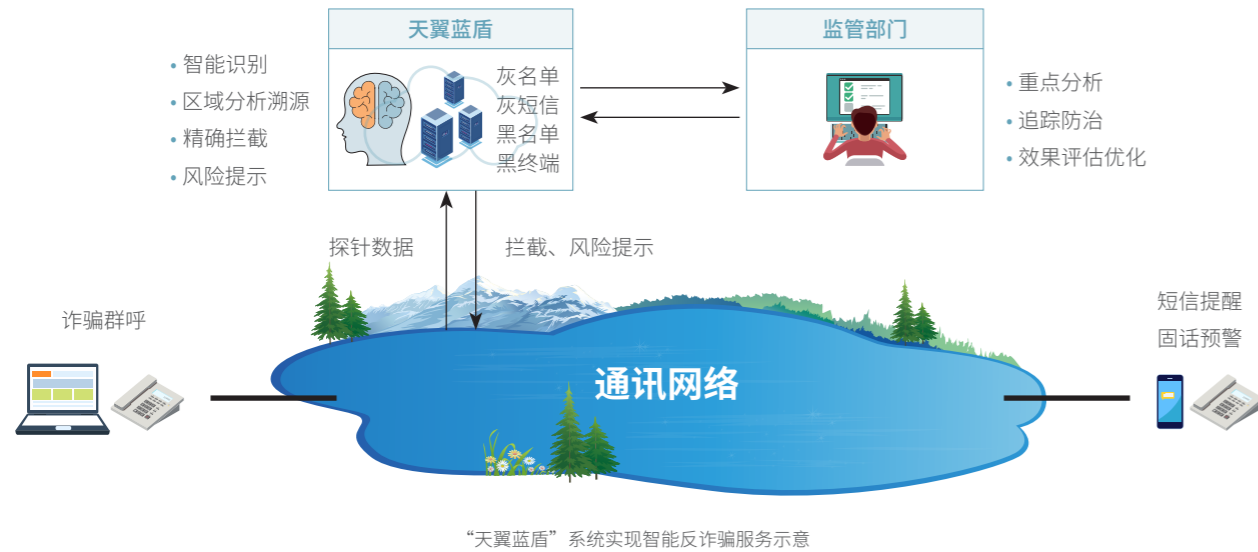 天翼蓝盾
• 智能识别
• 区域分析溯源
• 精确拦截
• 风险提示
灰名单
灰短信
黑名单
黑终端
监管部门
• 重点分析
• 追踪防治
• 效果评估优化
探针数据
拦截、风险提示
诈骗群呼
通讯网络
短信提醒
固话预警
“天翼蓝盾”系统实现智能反诈骗服务示意